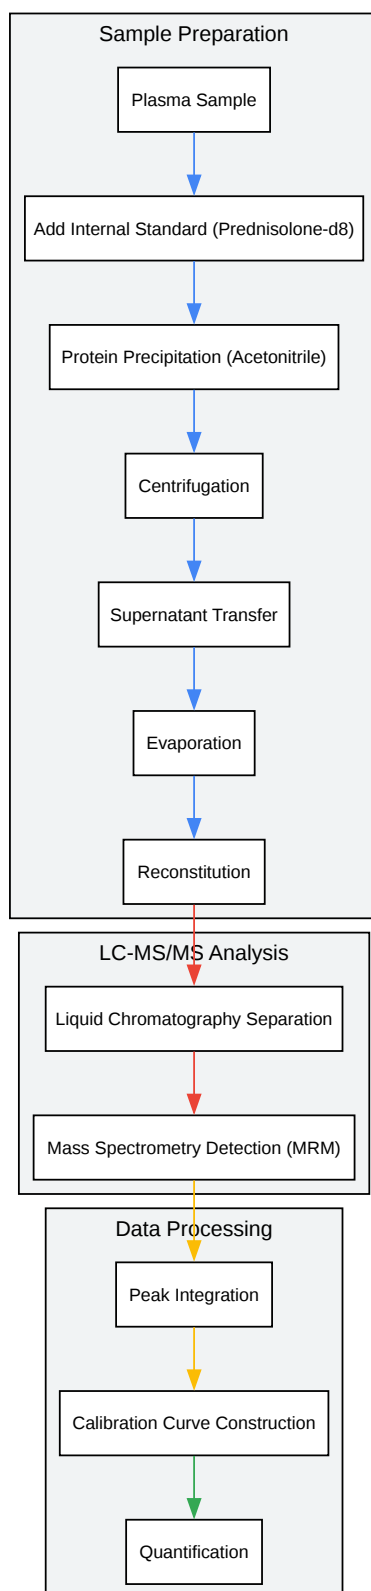 Sample Preparation
Plasma Sample
Add Internal Standard (Prednisolone-d8)
Protein Precipitation (Acetonitrile)
Centrifugation
Supernatant Transfer
Evaporation
Reconstitution
LC-MS/MS Analysis
Liquid Chromatography Separation
Mass Spectrometry Detection (MRM)
Data Processing
Peak Integration
Calibration Curve Construction
Quantification